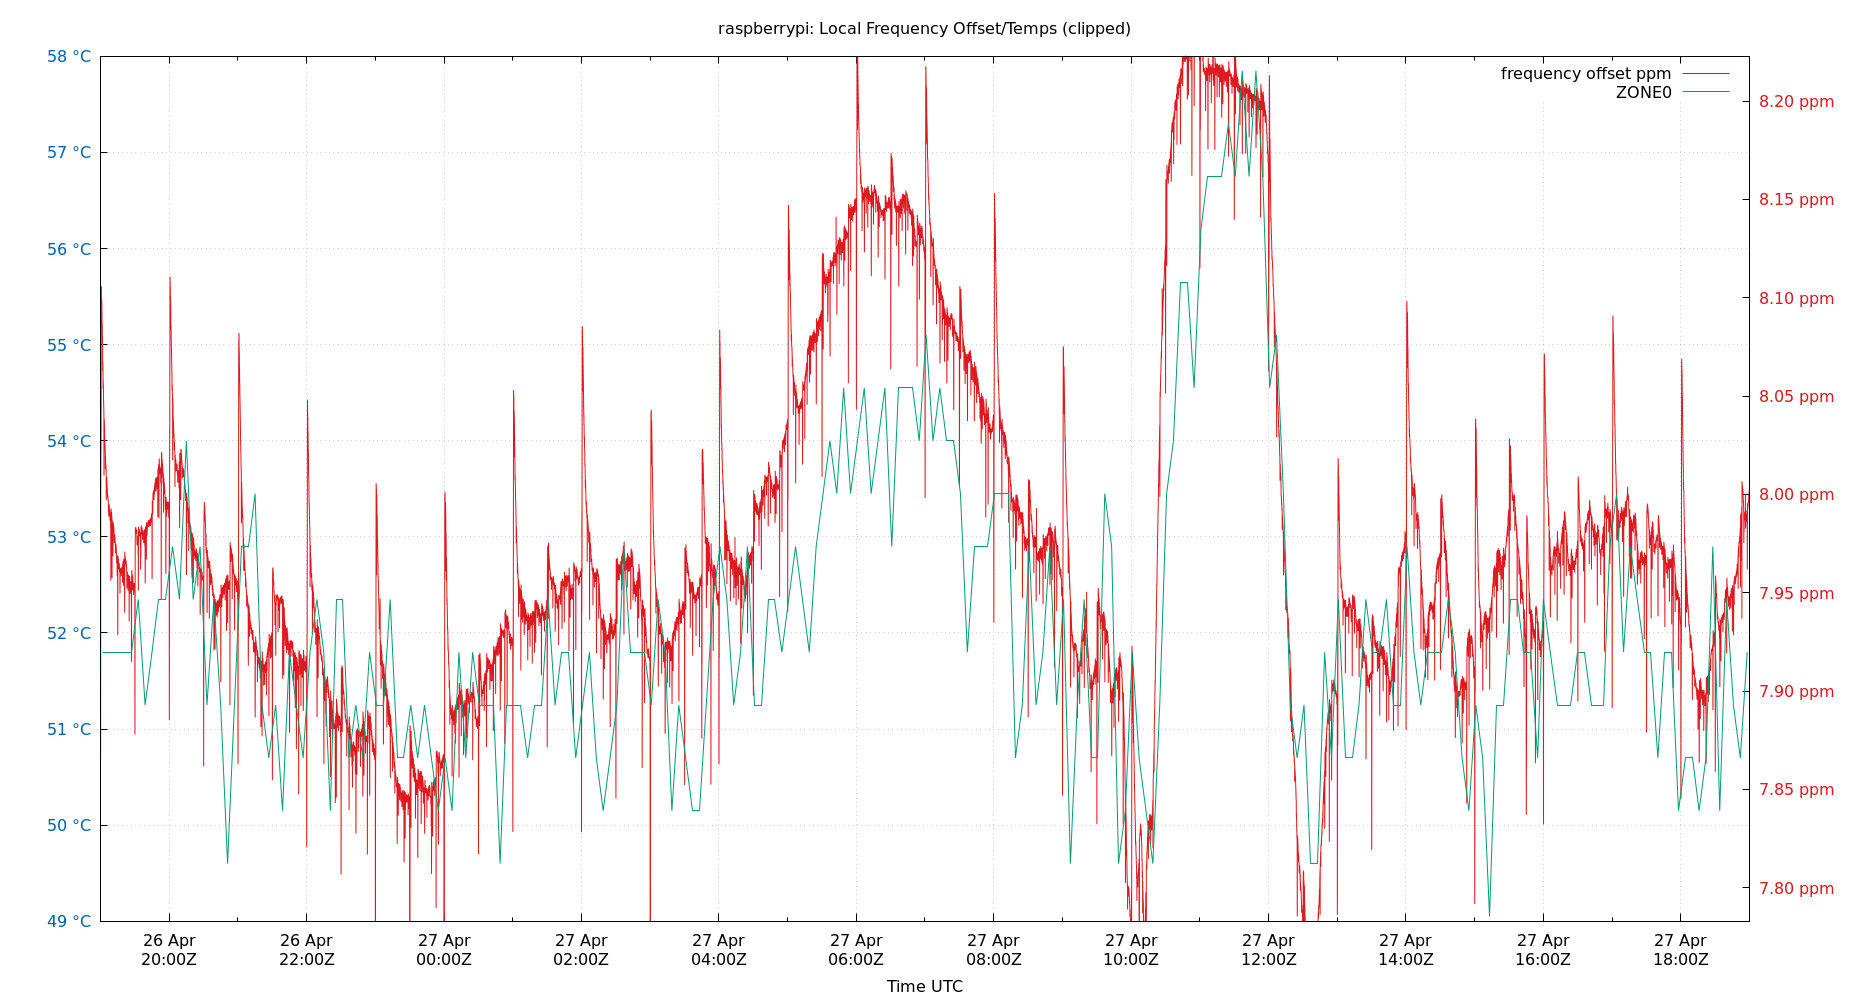 raspberrypi: Local Frequency Offset/Temps (clipped)
frequency offset ppm
ZONE0
58 °C
57 °C
56 °C
55 °C
54 °C
53 °C
52 °C
51 °C
50 °C
49 °C
8.20 ppm
8.15 ppm
8.10 ppm
8.05 ppm
8.00 ppm
7.95 ppm
7.90 ppm
7.85 ppm
7.80 ppm
26 Apr 26 Apr 27 Apr 27 Apr 27 Apr 27 Apr 27 Apr 27 Apr 27 Apr 27 Apr 27 Apr 27 Apr
20:00Z 22:00Z 00:00Z 02:00Z 04:00Z 06:00Z 08:00Z 10:00Z 12:00Z 14:00Z 16:00Z 18:00Z
Time UTC